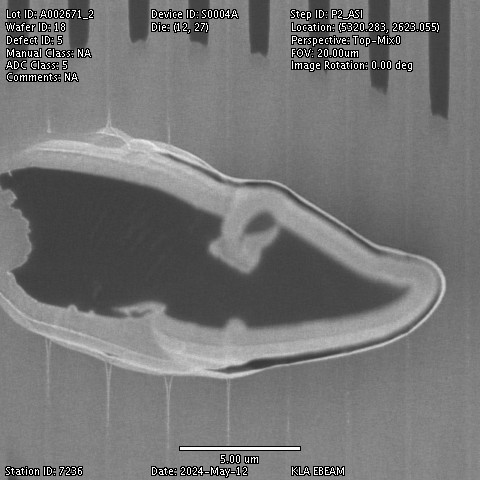 Lot ID: A002671_2
Wafer ID: 18
Defect ID: 5
Manual Class: NA
ADC Class: 5
Comments: NA
Device ID: S0004A
Die: (12, 27)
Step ID: P2_ASI
Location: (5320.283, 2623.055)
Perspective: Top-Mix0
FOV: 20.00um
Image Rotation: 0.00 deg
5.00 um
Station ID: 7236
Date: 2024-May-12
KLA EBEAM